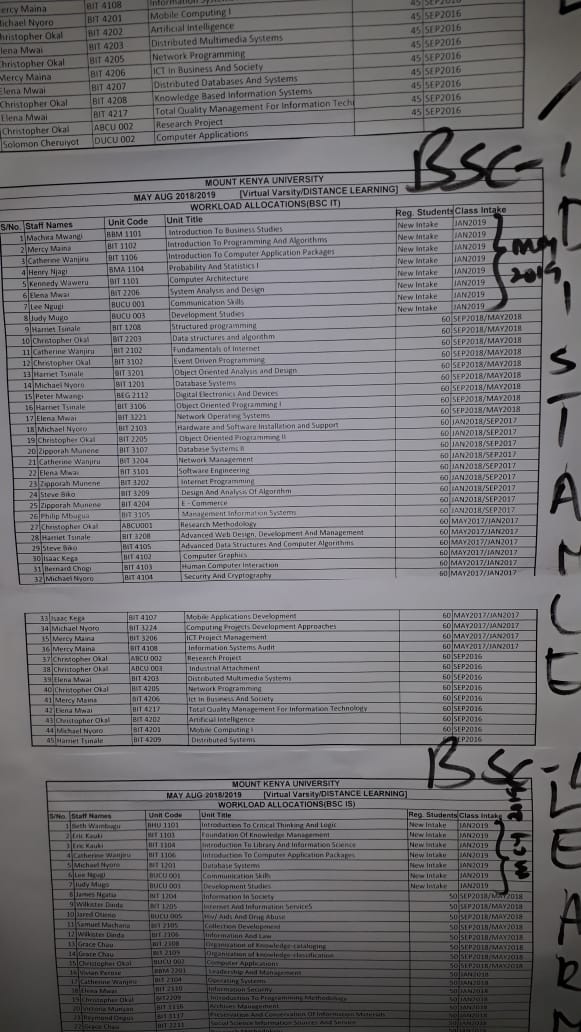 ercy Maina BIT 4108 Information Sys 45 SEP2016
Michael Nyoro BIT 4201 Mobile Computing I 45 SEP2016
hristopher Okal BIT 4202 Artificial Intelligence
lena Mwai BIT 4203 Distributed Multimedia Systems 45 SEP2016
hristopher Okal BIT 4205 Network Programming 45 SEP2016
Mercy Maina BIT 4206 ICT In Business And Society 45 SEP2016
Elena Mwai BIT 4207 Distributed Databases And Systems 45 SEP2016
Christopher Okal BIT 4208 Knowledge Based Information Systems 45 SEP2016
Elena Mwai BIT 4217 Total Quality Management For Information Tech 45 SEP2016
Christopher Okal ABCU 002 Research Project
Solomon Cheruiyot DUCU 002 Computer Applications
BSC-
MOUNT KENYA UNIVERSITY
MAY AUG 2018/2019 [Virtual Varsity/DISTANCE LEARNING]
WORKLOAD ALLOCATIONS(BSC IT)
S/No. Staff Names Unit Code Unit Title Reg. Students Class Intake
1 Machira Mwangi BBM 1101 Introduction To Business Studies New Intake JAN2019
2 Mercy Maina BIT 1102 Introduction To Programming And Algorithms New Intake JAN2019
3 Catherine Wanjiru BIT 1106 Introduction To Computer Application Packages New Intake JAN2019
4 Henry Njagi BMA 1104 Probability And Statistics I New Intake JAN2019
5 Kennedy Waweru BIT 1101 Computer Architecture New Intake JAN2019
6 Elena Mwai BIT 2206 System Analysis and Design New Intake JAN2019
7 Lee Ngugi BUCU 001 Communication Skills New Intake JAN2019
8 Judy Mugo BUCU 003 Development Studies New Intake JAN2019
May 2019
9 Harriet Tsinale BIT 1208 Structured programming 60 SEP2018/MAY2018
10 Christopher Okal BIT 2203 Data structures and algorithm 60 SEP2018/MAY2018
11 Catherine Wanjiru BIT 2102 Fundamentals of Internet 60 SEP2018/MAY2018
12 Christopher Okal BIT 3102 Event Driven Programming 60 SEP2018/MAY2018
13 Harriet Tsinale BIT 3201 Object Oriented Analysis and Design 60 SEP2018/MAY2018
14 Michael Nyoro BIT 1201 Database Systems 60 SEP2018/MAY2018
15 Peter Mwangi BEG 2112 Digital Electronics And Devices 60 SEP2018/MAY2018
16 Harriet Tsinale BIT 3106 Object Oriented Programming I 60 SEP2018/MAY2018
17 Elena Mwai BIT 3221 Network Operating Systems 60 SEP2018/MAY2018
18 Michael Nyoro BIT 2103 Hardware and Software Installation and Support 60 JAN2018/SEP2017
19 Christopher Okal BIT 2205 Object Oriented Programming II 60 JAN2018/SEP2017
20 Zipporah Munene BIT 3107 Database Systems II 60 JAN2018/SEP2017
21 Catherine Wanjiru BIT 3204 Network Management 60 JAN2018/SEP2017
22 Elena Mwai BIT 3101 Software Engineering 60 JAN2018/SEP2017
23 Zipporah Munene BIT 3202 Internet Programming 60 JAN2018/SEP2017
24 Steve Biko BIT 3209 Design And Analysis Of Algorithm 60 JAN2018/SEP2017
25 Zipporah Munene BIT 4204 E - Commerce 60 JAN2018/SEP2017
26 Philip Mbugua BIT 3105 Management Information Systems 60 JAN2018/SEP2017
27 Christopher Okal ABCU001 Research Methodology 60 MAY2017/JAN2017
28 Harriet Tsinale BIT 3208 Advanced Web Design, Development And Management 60 MAY2017/JAN2017
29 Steve Biko BIT 4105 Advanced Data Structures And Computer Algorithms 60 MAY2017/JAN2017
30 Isaac Kega BIT 4102 Computer Graphics 60 MAY2017/JAN2017
31 Bernard Chogi BIT 4103 Human Computer Interaction 60 MAY2017/JAN2017
32 Michael Nyoro BIT 4104 Security And Cryptography 60 MAY2017/JAN2017
33 Isaac Kega BIT 4107 Mobile Applications Development 60 MAY2017/JAN2017
34 Michael Nyoro BIT 3224 Computing Projects Development Approaches 60 MAY2017/JAN2017
35 Mercy Maina BIT 3206 ICT Project Management 60 MAY2017/JAN2017
36 Mercy Maina BIT 4108 Information Systems Audit 60 MAY2017/JAN2017
37 Christopher Okal ABCU 002 Research Project 60 SEP2016
38 Christopher Okal ABCU 003 Industrial Attachment 60 SEP2016
39 Elena Mwai BIT 4203 Distributed Multimedia Systems 60 SEP2016
40 Christopher Okal BIT 4205 Network Programming 60 SEP2016
41 Mercy Maina BIT 4206 Ict In Business And Society 60 SEP2016
42 Elena Mwai BIT 4217 Total Quality Management For Information Technology 60 SEP2016
43 Christopher Okal BIT 4202 Artificial Intelligence 60 SEP2016
44 Michael Nyoro BIT 4201 Mobile Computing I 60 SEP2016
45 Harriet Tsinale BIT 4209 Distributed Systems 60 SEP2016
BSC-
MOUNT KENYA UNIVERSITY
MAY AUG 2018/2019 [Virtual Varsity/DISTANCE LEARNING]
WORKLOAD ALLOCATIONS(BSC IS)
S/No. Staff Names Unit Code Unit Title Reg. Students Class Intake
1 Beth Wambugu BHU 1101 Introduction To Critical Thinking And Logic New Intake JAN2019
2 Eric Kauki BIT 1103 Foundation Of Knowledge Management New Intake JAN2019
3 Eric Kauki BIT 1104 Introduction To Library And Information Science New Intake JAN2019
4 Catherine Wanjiru BIT 1106 Introduction To Computer Application Packages New Intake JAN2019
5 Michael Nyoro BIT 1201 Database Systems New Intake JAN2019
6 Lee Ngugi BUCU 001 Communication Skills New Intake JAN2019
7 Judy Mugo BUCU 003 Development Studies New Intake JAN2019
May 2019
8 James Ngatia BIT 1204 Information In Society 50 SEP2018/MAY2018
9 Wilkister Dinda BIT 1205 Internet And Information ServiceS 50 SEP2018/MAY2018
10 Jared Otieno BUCU 005 Hiv/ Aids And Drug Abuse 50 SEP2018/MAY2018
11 Samuel Machana BIT 2105 Collection Development 50 SEP2018/MAY2018
12 Wilkister Dinda BIT 2106 Information And Law 50 SEP2018/MAY2018
13 Grace Chau BIT 2108 Organization of Knowledge-cataloging 50 SEP2018/MAY2018
14 Grace Chau BIT 2109 Organization of Knowledge-classification 50 SEP2018/MAY2018
15 Christopher Okal BUCU 002 Computer Applications 50 SEP2018/MAY2018
BBM 2201 Leadership And Management 50 JAN2018
17 Catherine Wanjiru BIT 2104 Operating Systems 50 JAN2018
18 Elena Mwai BIT 2110 Information Security 50 JAN2018
19 Christopher Okal BIT2209 Introduction To Programming Methodology 50 JAN2018
BIT 2116 Archives Management 50 JAN2018
BIT 3117 Preservation And Conservation Of Information Materials 50 JAN2018
22 Grace Chau Social Science Information Sources And Service 50 JAN2018
/ I D I S T A N C E
L E A R N